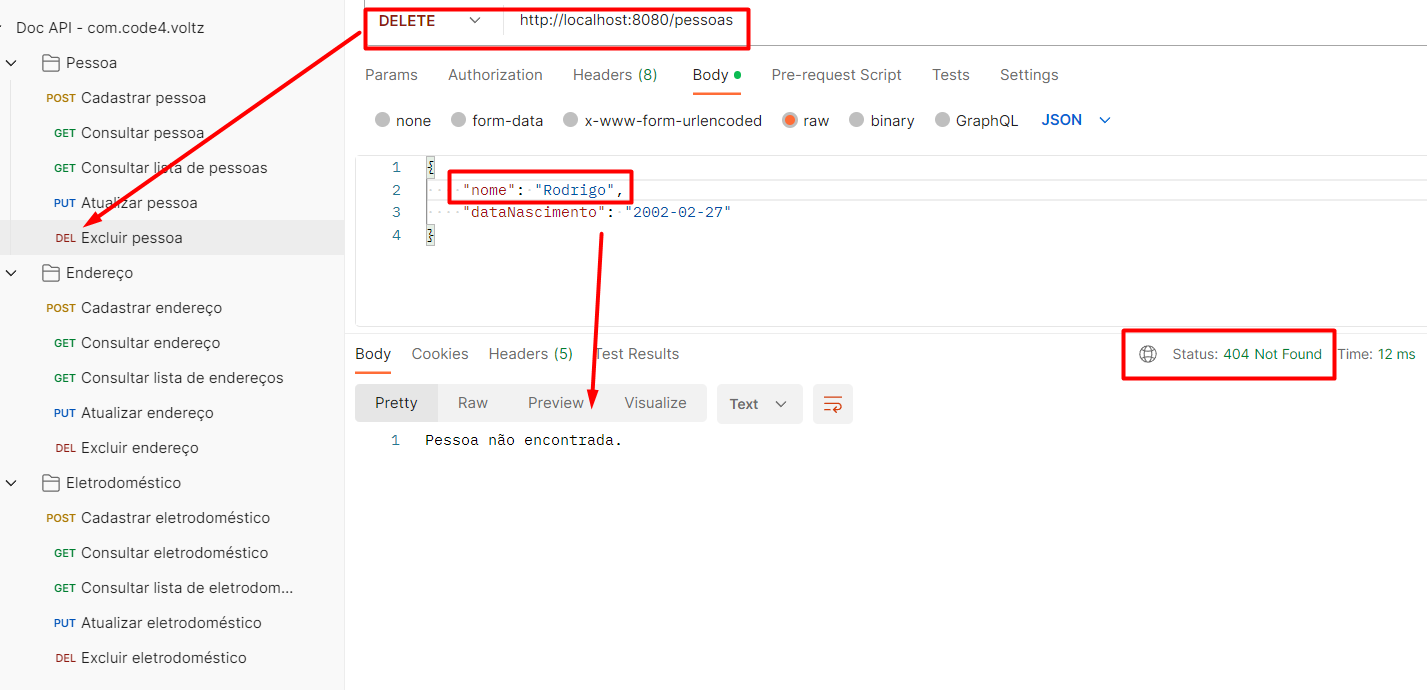 Doc API - com.code4.voltz
Pessoa
POST Cadastrar pessoa
GET Consultar pessoa
GET Consultar lista de pessoas
PUT Atualizar pessoa
DEL Excluir pessoa
Endereço
POST Cadastrar endereço
GET Consultar endereço
GET Consultar lista de endereços
PUT Atualizar endereço
DEL Excluir endereço
Eletrodoméstico
POST Cadastrar eletrodoméstico
GET Consultar eletrodoméstico
GET Consultar lista de eletrodom...
PUT Atualizar eletrodoméstico
DEL Excluir eletrodoméstico
DELETE http://localhost:8080/pessoas
Params Authorization Headers (8) Body Pre-request Script Tests Settings
none form-data x-www-form-urlencoded raw binary GraphQL JSON
1 {
2 "nome": "Rodrigo",
3 "dataNascimento": "2002-02-27"
4 }
Body Cookies Headers (5) Test Results Status: 404 Not Found Time: 12 ms
Pretty Raw Preview Visualize Text
1 Pessoa não encontrada.